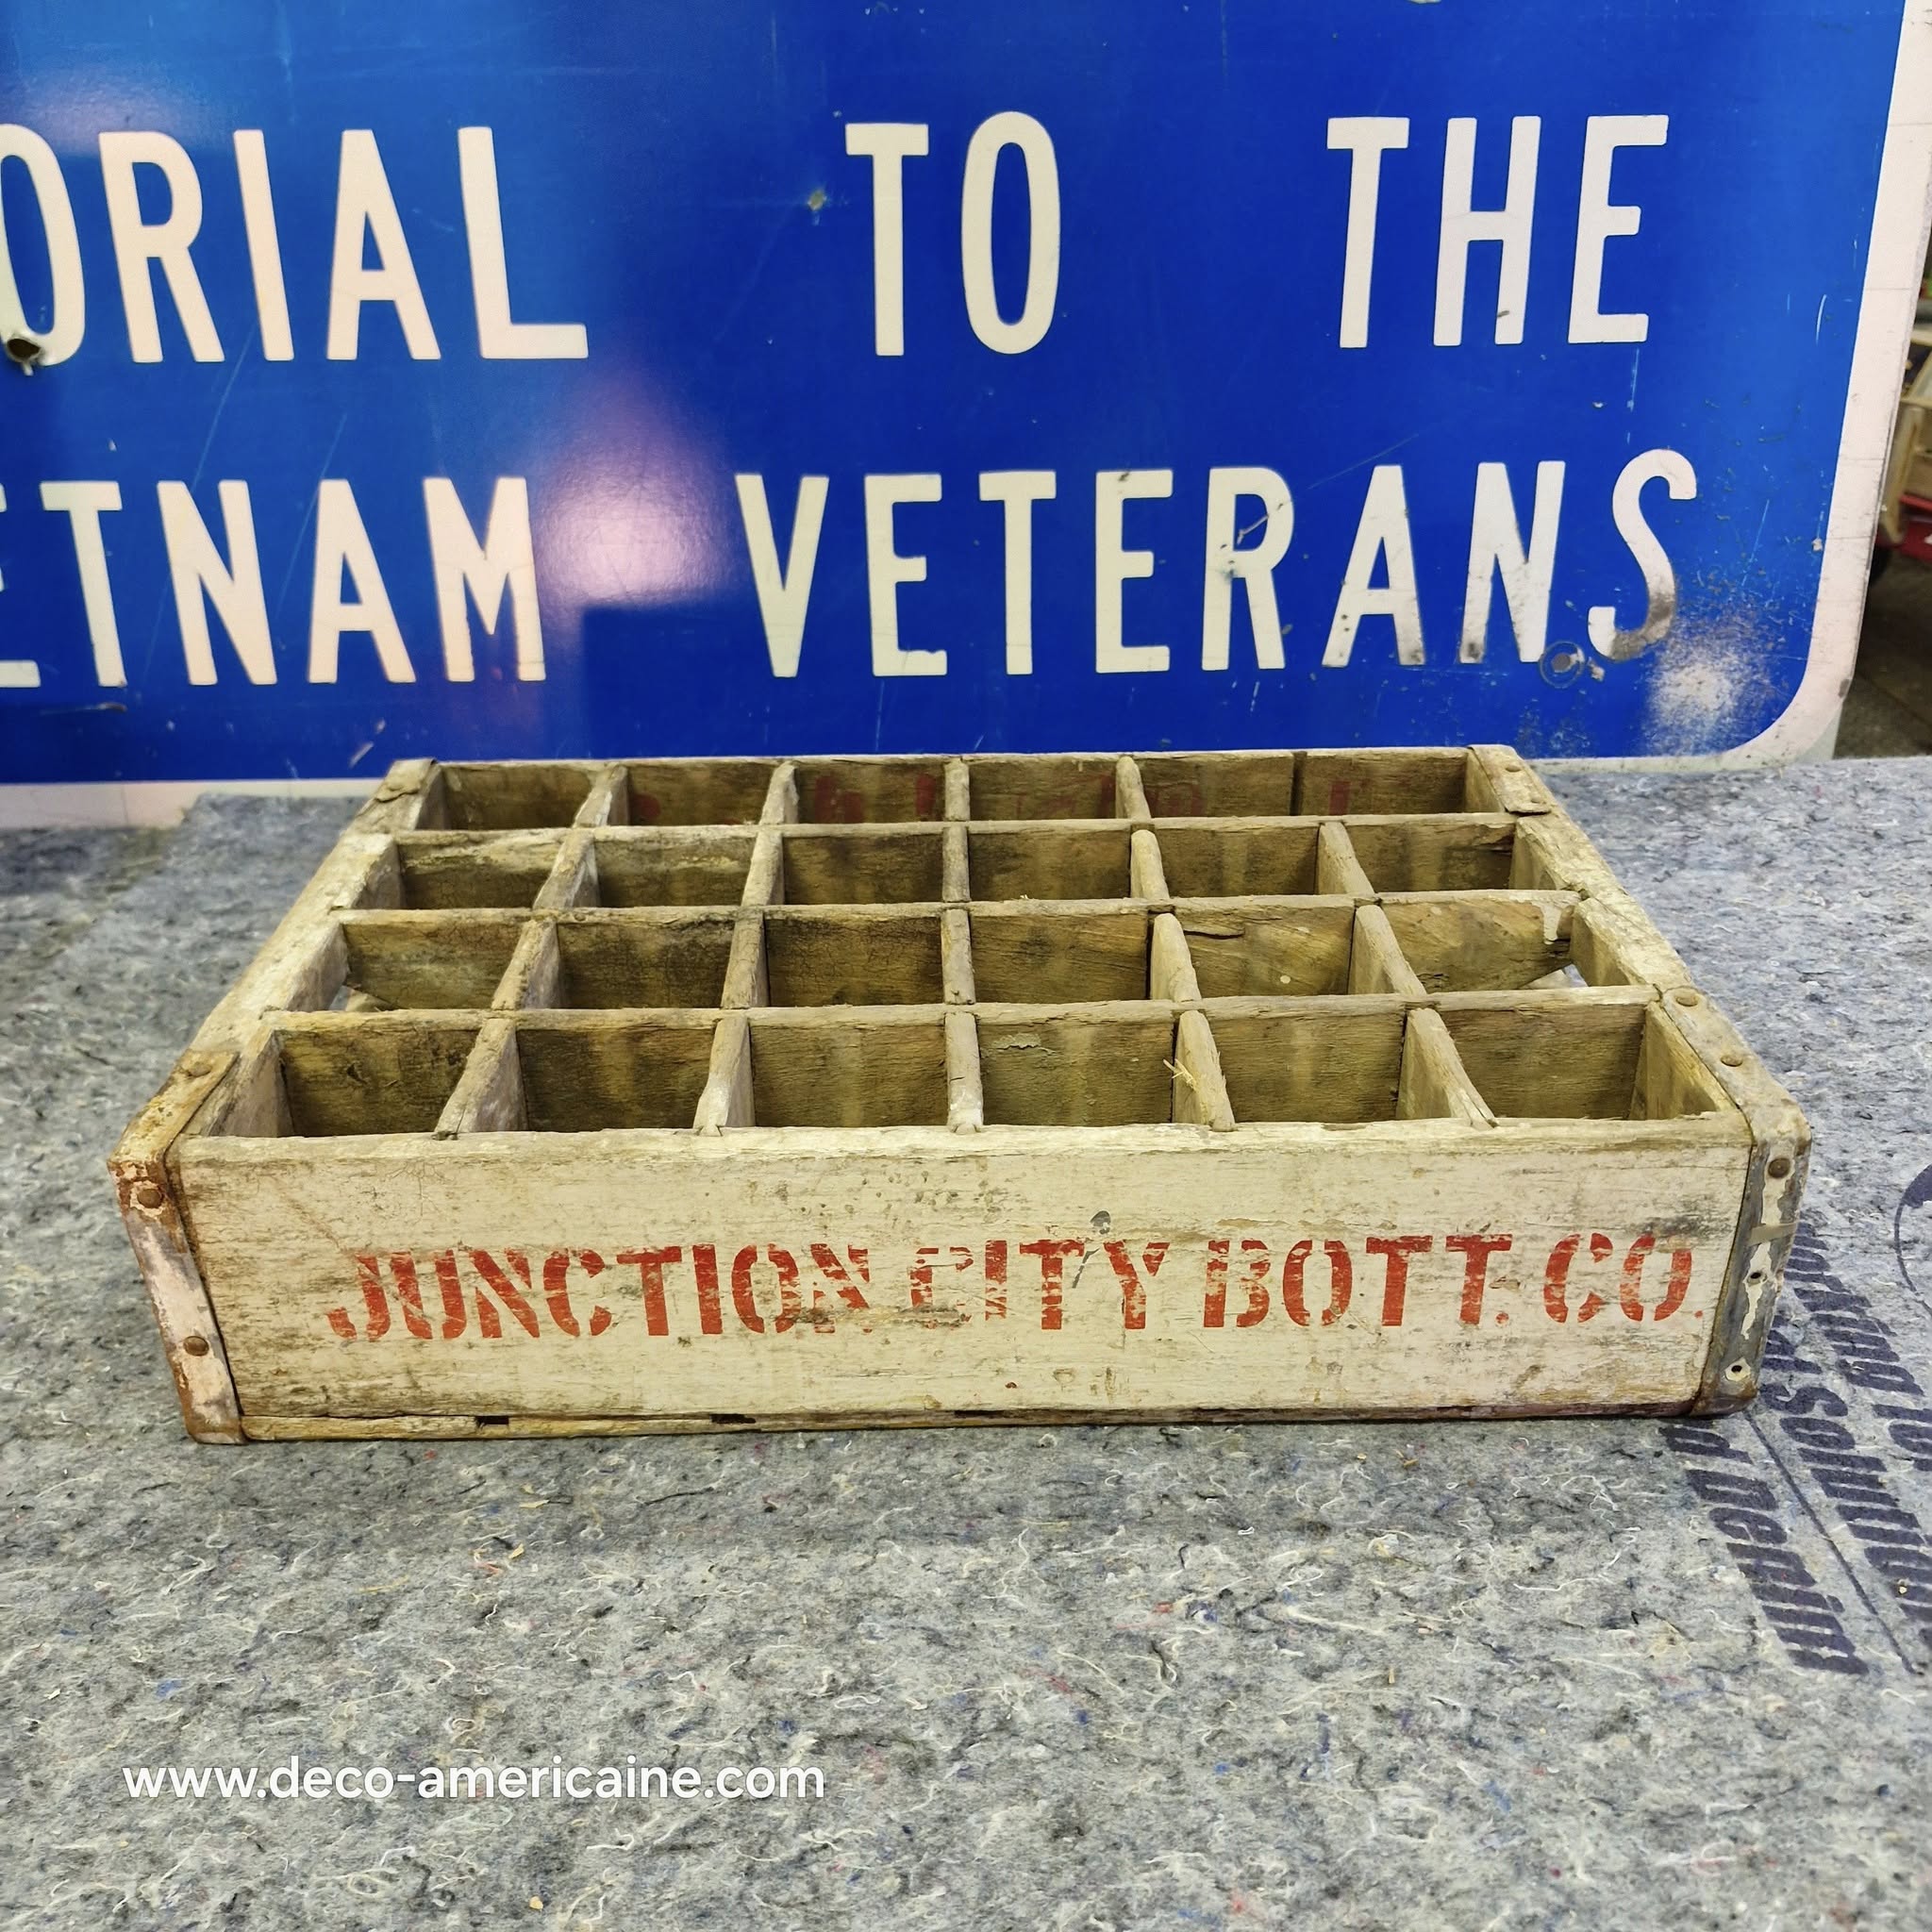 ORIAL TO THE
ETNAM VETERANS
JUNCTION CITY BOTT. CO.
www.deco-americaine.com